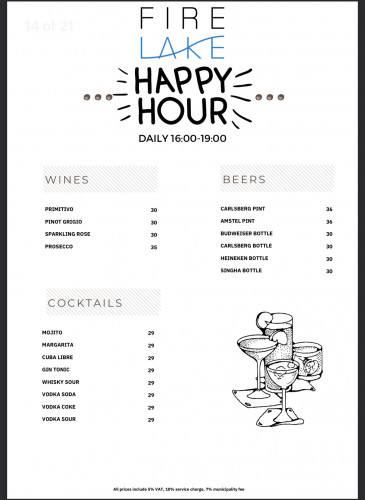 14 of 21
FIRE
LAKE
HAPPY
HOUR
DAILY 16:00-19:00
WINES
PRIMITIVO 30
PINOT GRIGIO 30
SPARKLING ROSE 30
PROSECCO 35
BEERS
CARLSBERG PINT 36
AMSTEL PINT 36
BUDWEISER BOTTLE 30
CARLSBERG BOTTLE 30
HEINEKEN BOTTLE 30
SINGHA BOTTLE 30
COCKTAILS
MOJITO 29
MARGARITA 29
CUBA LIBRE 29
GIN TONIC 29
WHISKY SOUR 29
VODKA SODA 29
VODKA COKE 29
VODKA SOUR 29
All prices include 5% VAT, 10% service charge, 7% municipality fee